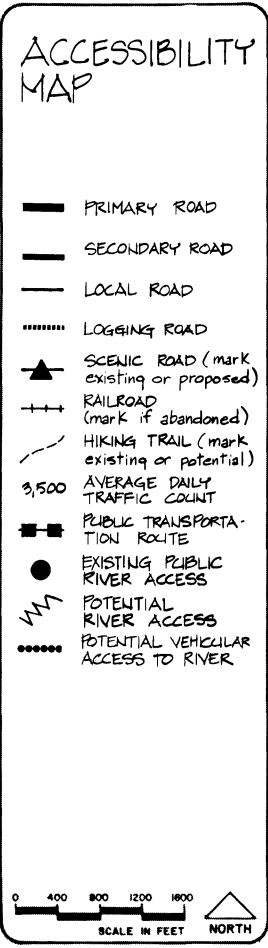 ACCESSIBILITY
MAP
PRIMARY ROAD
SECONDARY ROAD
LOCAL ROAD
LOGGING ROAD
SCENIC ROAD (mark
existing or proposed)
RAILROAD
(mark if abandoned)
HIKING TRAIL (mark
existing or potential)
3,500 AVERAGE DAILY
TRAFFIC COUNT
PUBLIC TRANSPORTA-
TION ROUTE
EXISTING PUBLIC
RIVER ACCESS
POTENTIAL
RIVER ACCESS
POTENTIAL VEHICULAR
ACCESS TO RIVER
0 400 800 1200 1600
SCALE IN FEET
NORTH